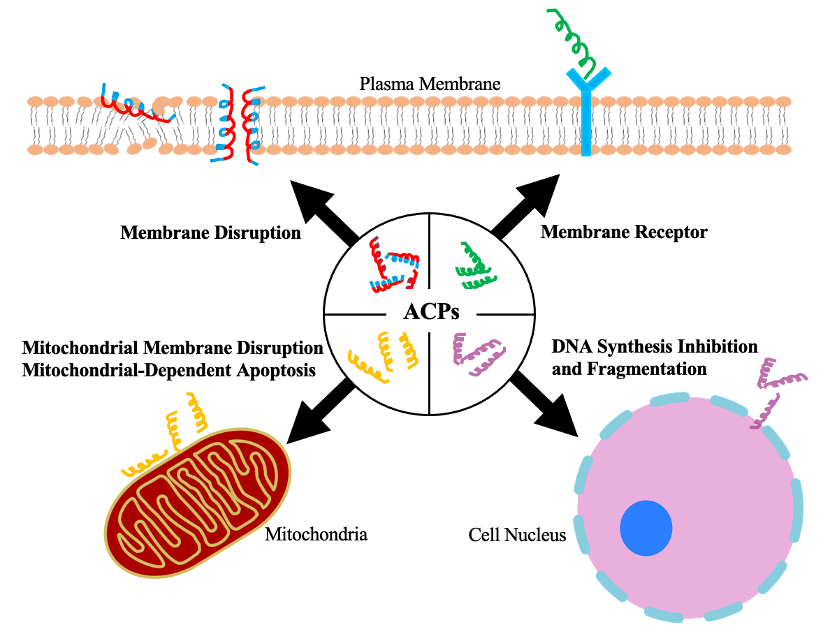 Plasma Membrane
Membrane Disruption
Membrane Receptor
ACPs
Mitochondrial Membrane Disruption
Mitochondrial-Dependent Apoptosis
DNA Synthesis Inhibition
and Fragmentation
Mitochondria
Cell Nucleus